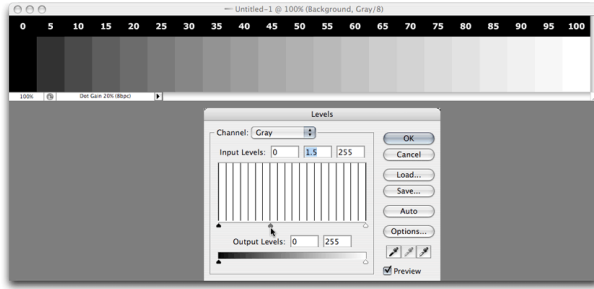 Untitled-1 @ 100% (Background, Gray/8)
0 5 10 15 20 25 30 35 40 45 50 55 60 65 70 75 80 85 90 95 100
100% Dot Gain 20% (8bpc)
Levels
Channel: Gray
OK
Input Levels: 0 1.5 255
Cancel
Load...
Save...
Auto
Options...
Output Levels: 0 255
Preview